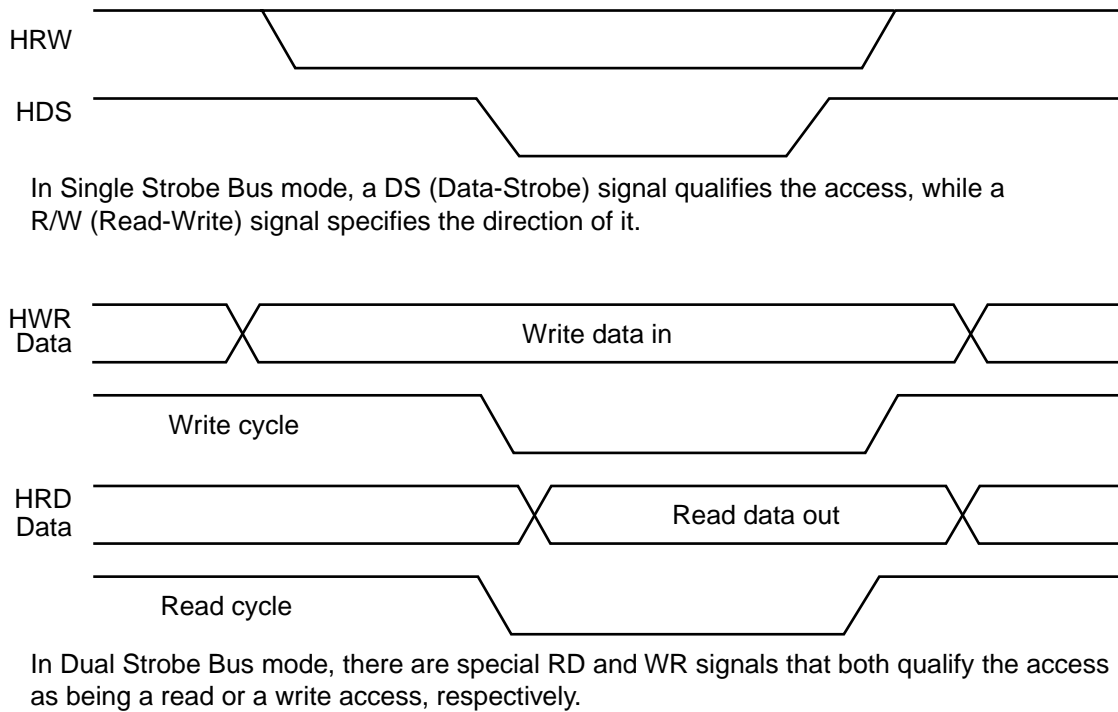 HRW
HDS
In Single Strobe Bus mode, a DS (Data-Strobe) signal qualifies the access, while a
R/W (Read-Write) signal specifies the direction of it.
HWR
Data
Write data in
Write cycle
HRD
Data
Read data out
Read cycle
In Dual Strobe Bus mode, there are special RD and WR signals that both qualify the access
as being a read or a write access, respectively.